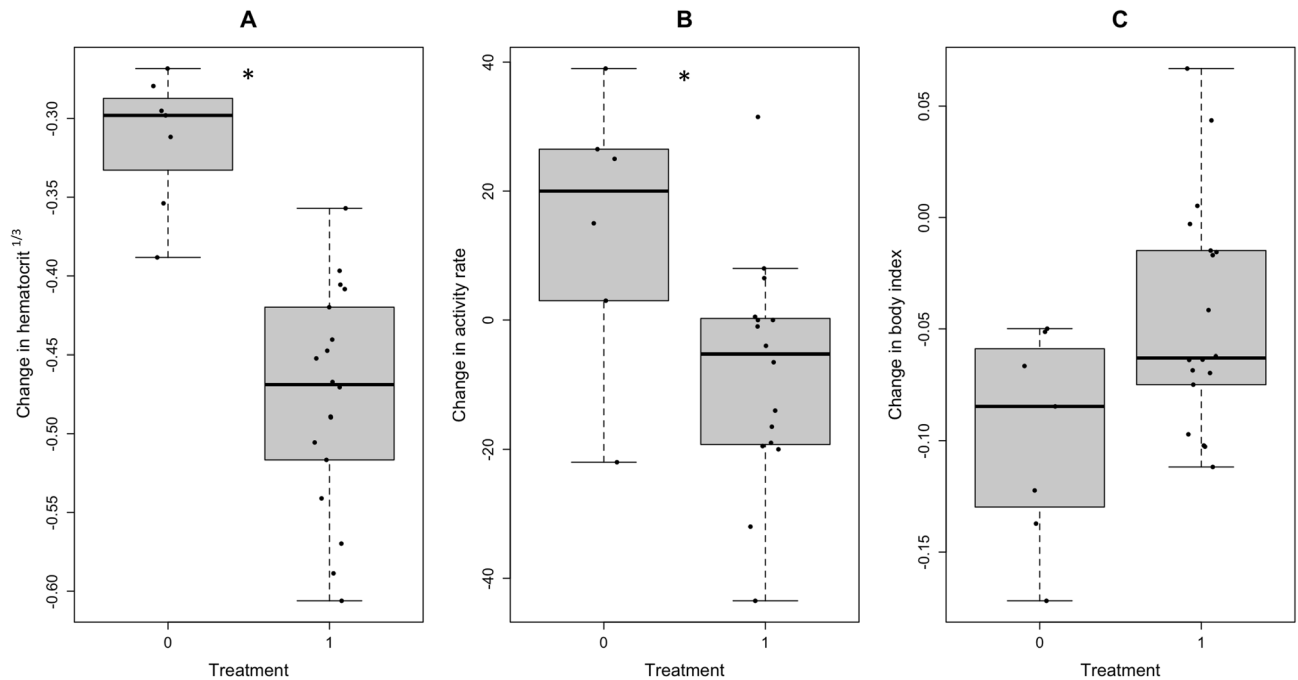 A
B
C
*
*
Change in hematocrit 1/3
-0.30
-0.35
-0.40
-0.45
-0.50
-0.55
-0.60
0
1
Treatment
Change in activity rate
40
20
0
-20
-40
0
1
Treatment
Change in body index
0.05
0.00
-0.05
-0.10
-0.15
0
1
Treatment